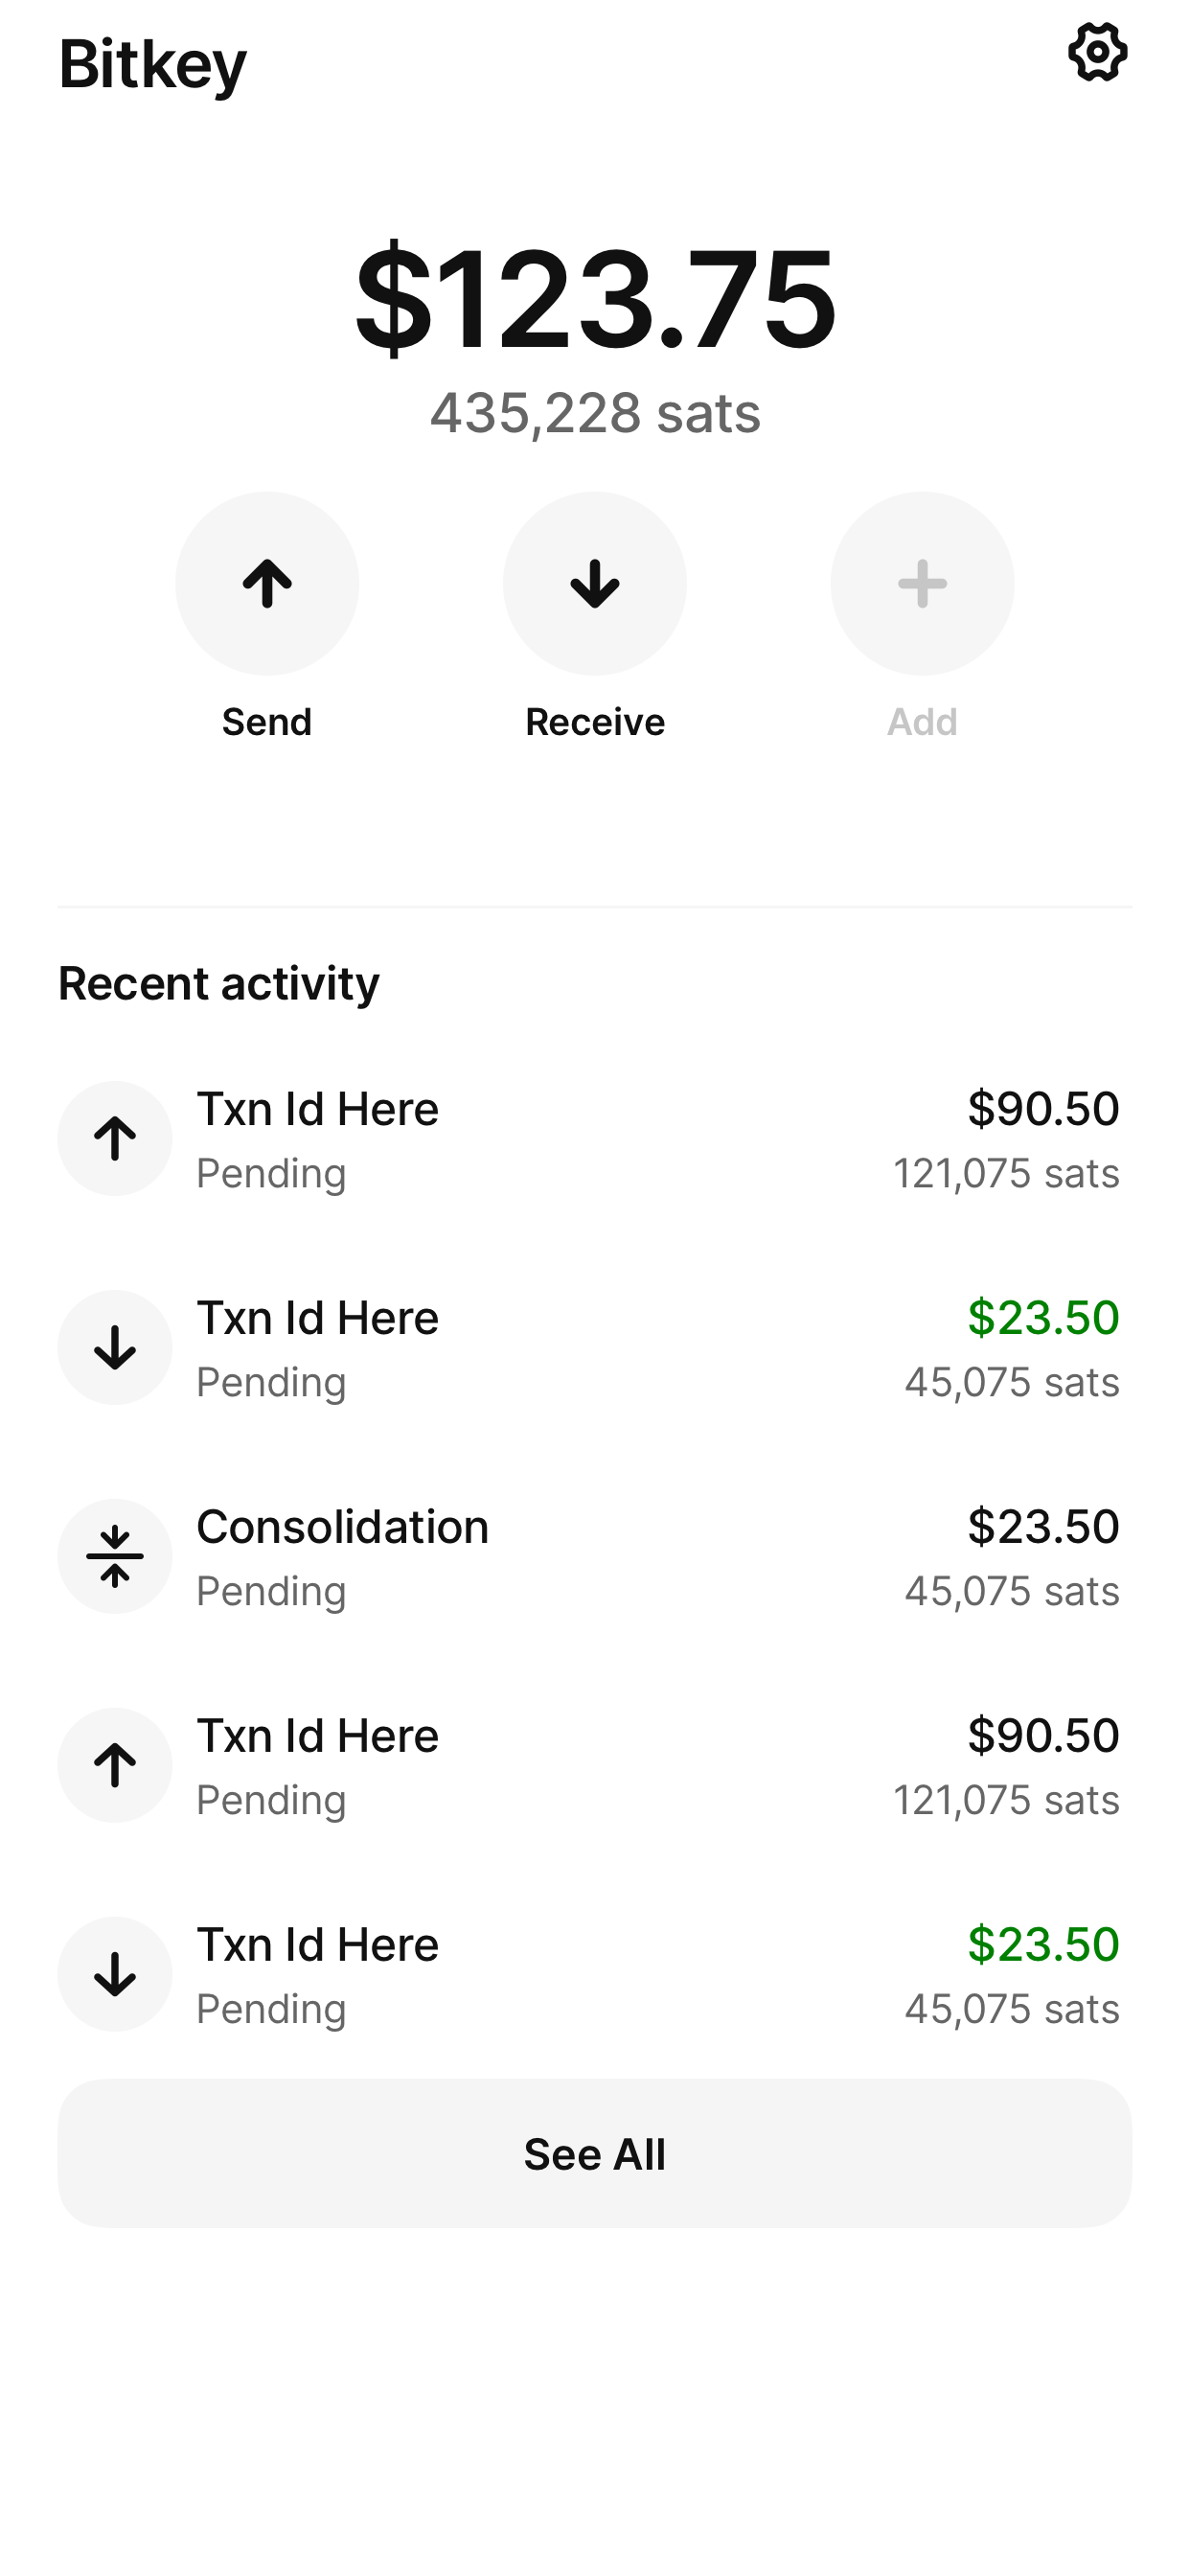 Bitkey
$123.75
435,228 sats
Send
Receive
Add
Recent activity
Txn Id Here
$90.50
Pending
121,075 sats
Txn Id Here
$23.50
Pending
45,075 sats
Consolidation
$23.50
Pending
45,075 sats
Txn Id Here
$90.50
Pending
121,075 sats
Txn Id Here
$23.50
Pending
45,075 sats
See All